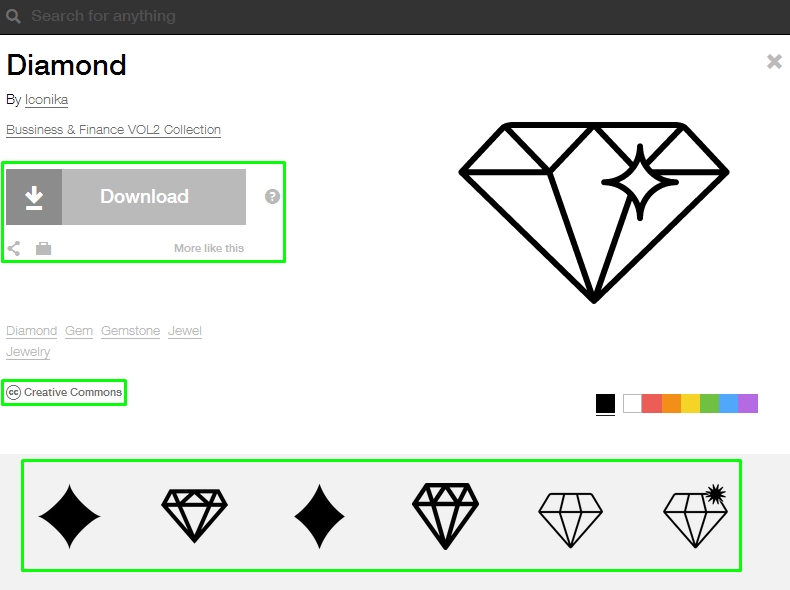 Search for anything
Diamond
By Iconika
Bussiness & Finance VOL2 Collection
Download
?
More like this
Diamond Gem Gemstone Jewel
Jewelry
cc Creative Commons